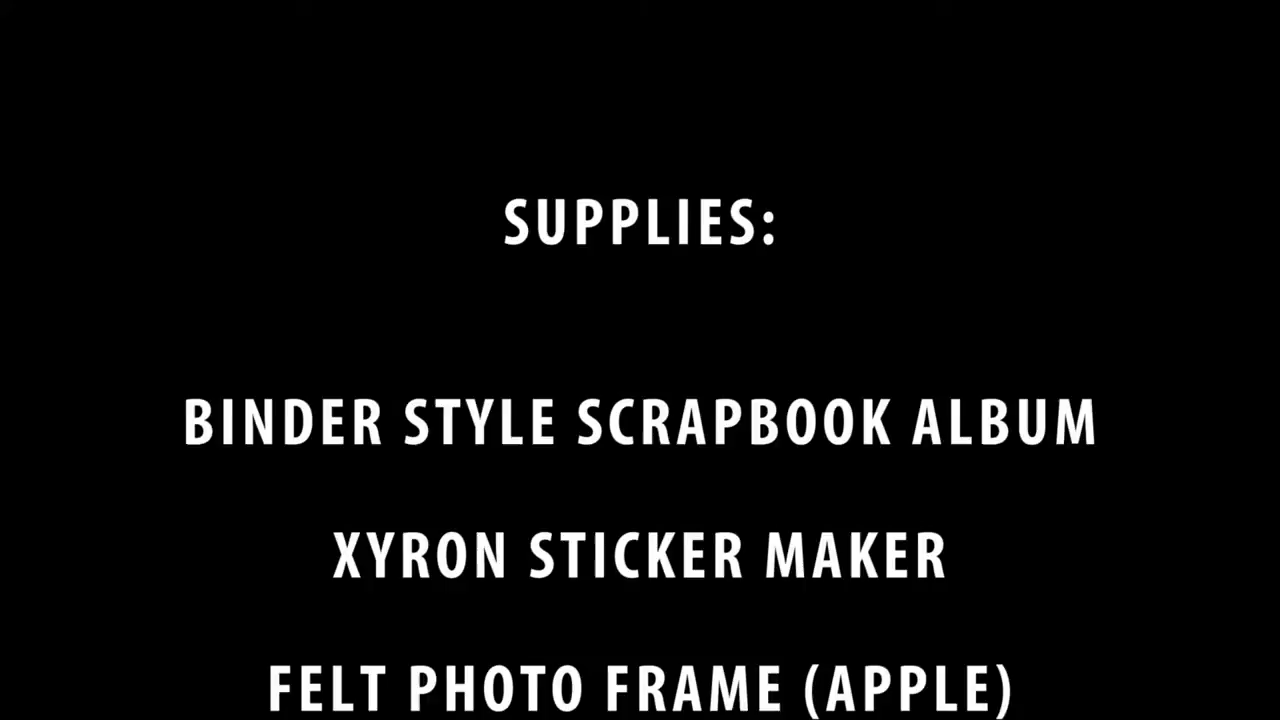 SUPPLIES:
BINDER STYLE SCRAPBOOK ALBUM
XYRON STICKER MAKER
FELT PHOTO FRAME (APPLE)